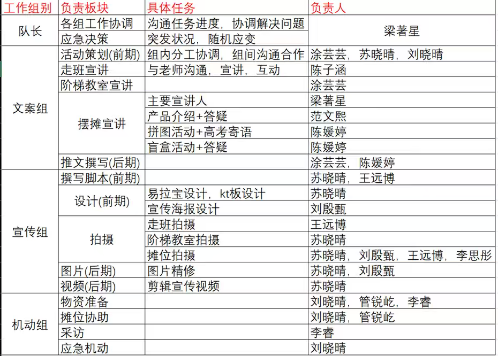 工作组别 负责板块 具体任务 负责人
队长 各组工作协调 沟通任务进度，协调解决问题 梁著星
应急决策 突发状况，随机应变
文案组 活动策划(前期) 组内分工协调，组间沟通合作 涂芸芸，苏晓晴，刘晓晴
走班宣讲 与老师沟通，宣讲，互动 陈子涵
阶梯教室宣讲 涂芸芸
摆摊宣讲 主要宣讲人 梁著星
产品介绍+答疑 范文熙
拼图活动+高考寄语 陈媛婷
盲盒活动+答疑 陈媛婷
推文撰写(后期) 涂芸芸，陈媛婷
宣传组 撰写脚本(前期) 苏晓晴，王远博
设计(前期) 易拉宝设计，kt板设计 苏晓晴
宣传海报设计 刘殷甄
拍摄 走班拍摄 王远博
阶梯教室拍摄 苏晓晴
摊位拍摄 苏晓晴，刘殷甄，王远博，李思彤
图片(后期) 图片精修 苏晓晴，刘殷甄
视频(后期) 剪辑宣传视频 苏晓晴
机动组 物资准备 刘晓晴，管锐屹，李睿
摊位协助 刘晓晴，管锐屹
采访 李睿
应急机动 刘晓晴